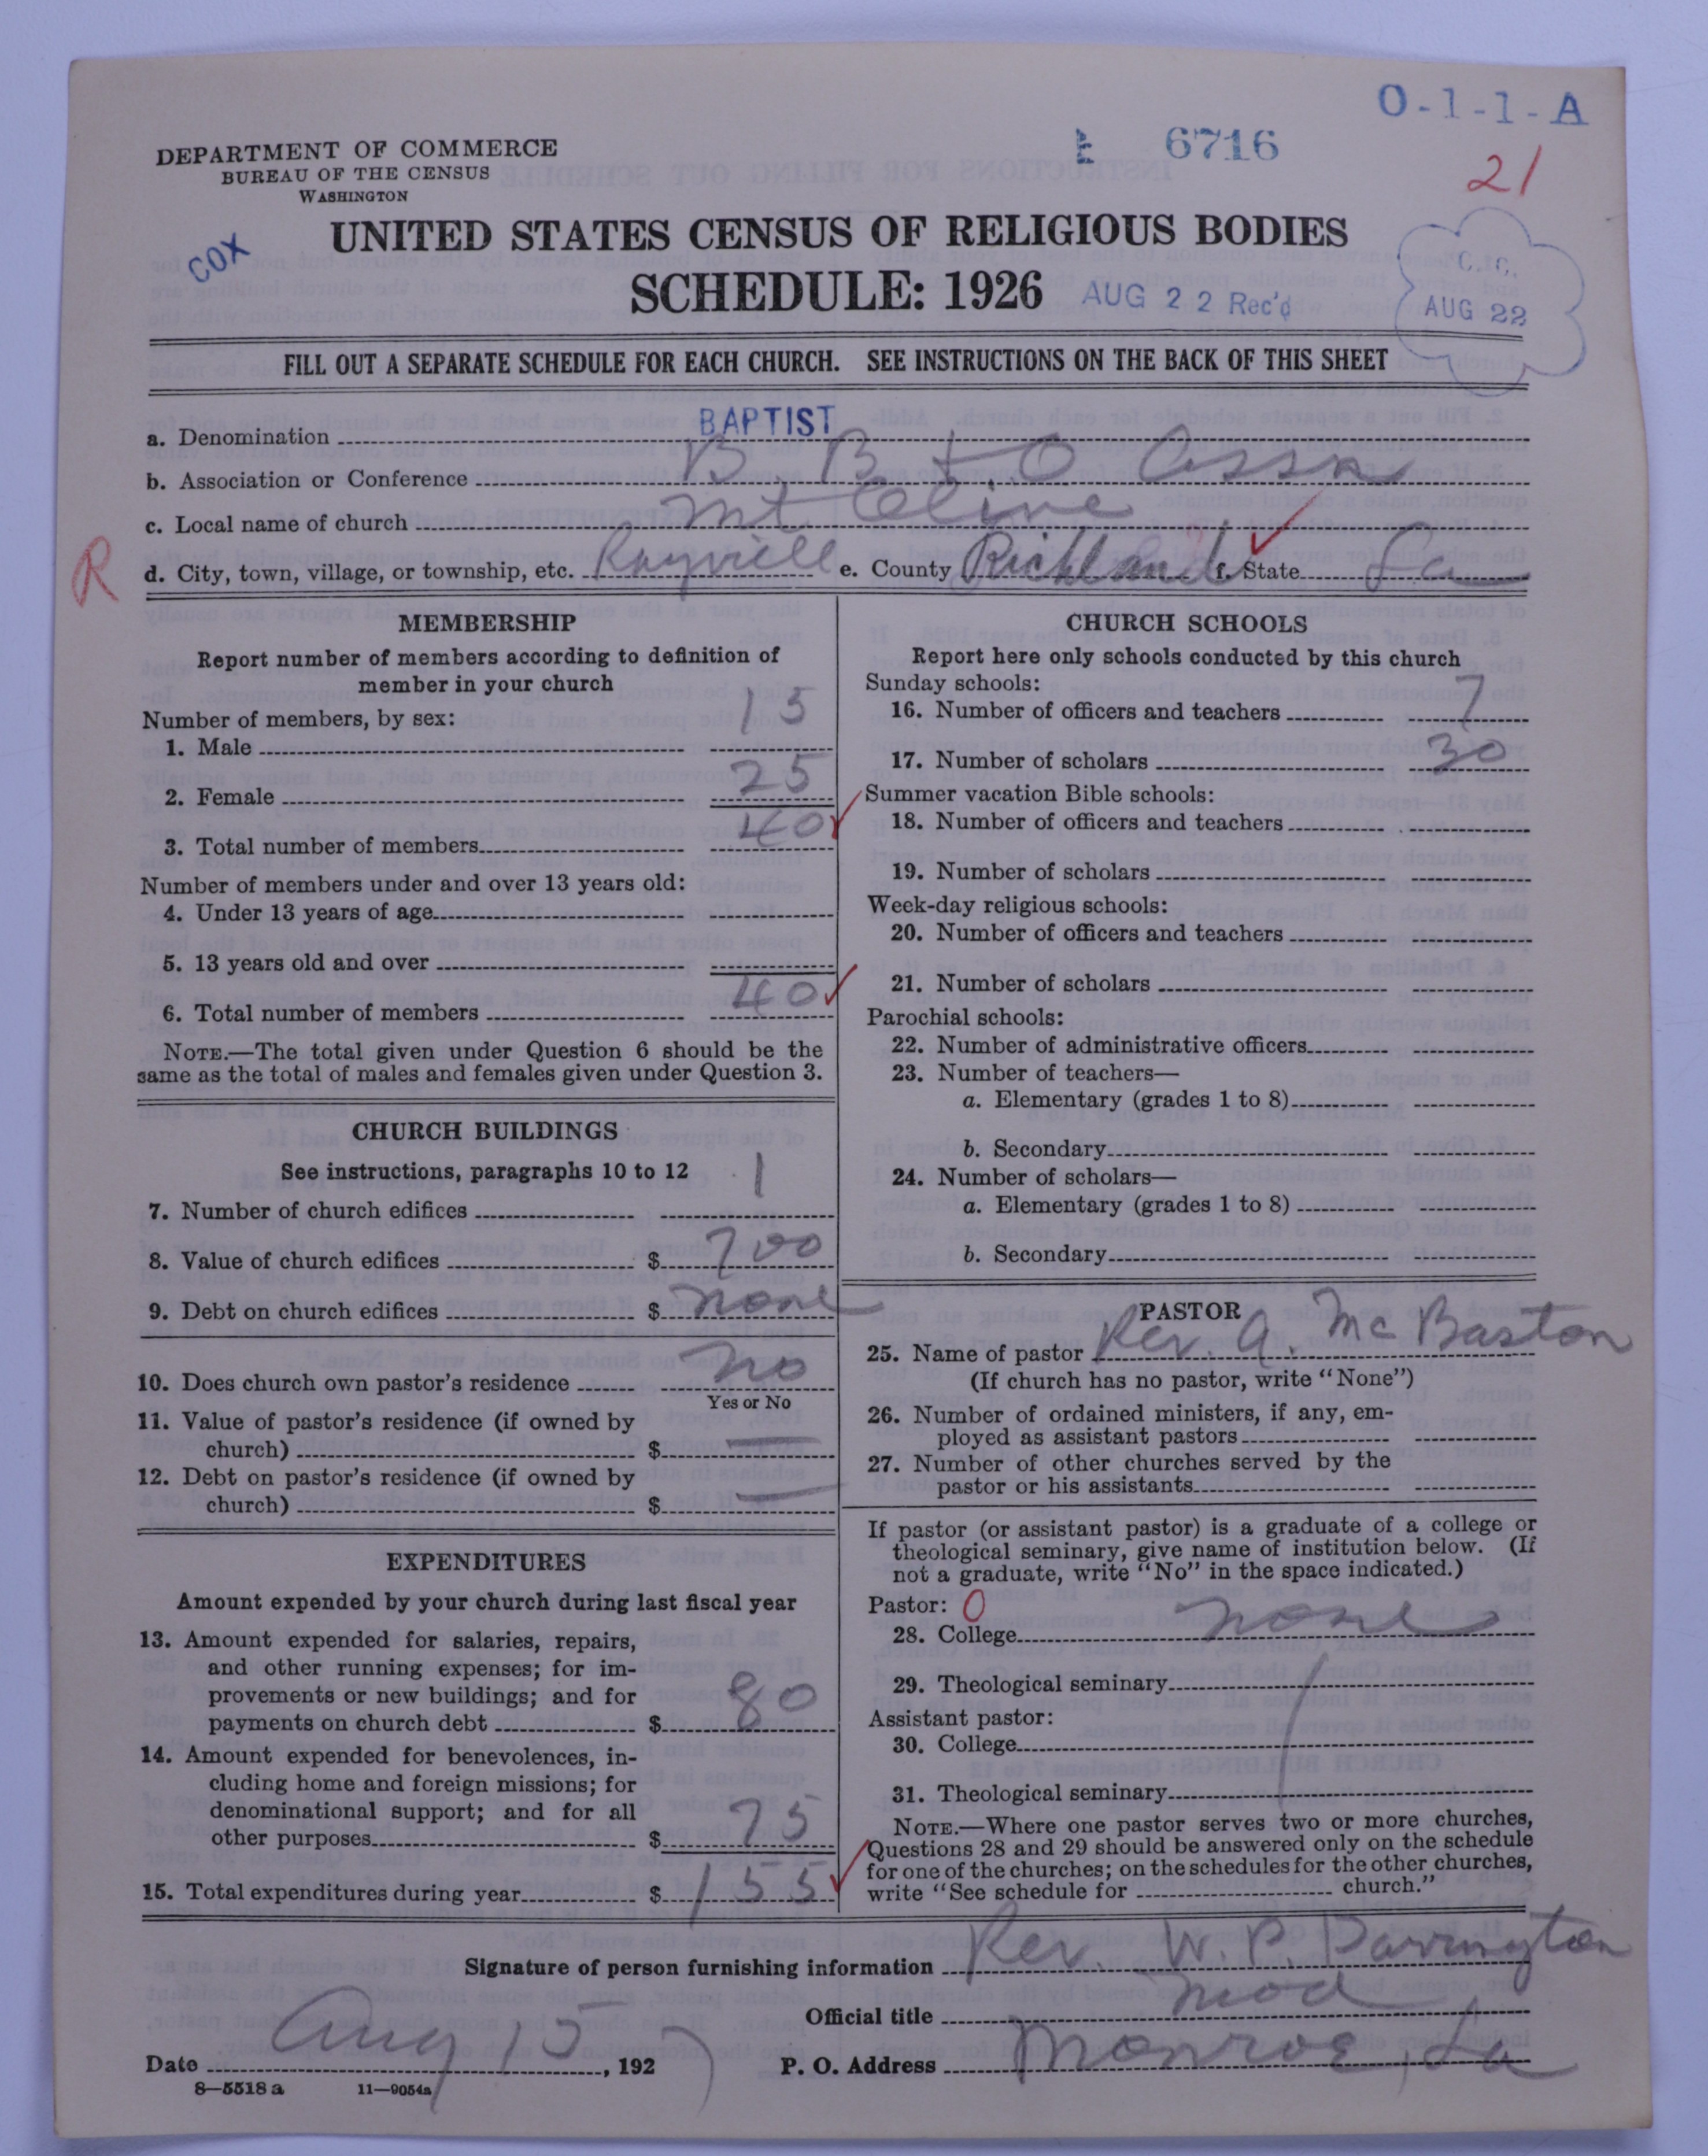 O-1-1-A
6716
21
DEPARTMENT OF COMMERCE
BUREAU OF THE CENSUS
WASHINGTON
COX
UNITED STATES CENSUS OF RELIGIOUS BODIES
SCHEDULE: 1926
AUG 22 Rec'd
C.C.
AUG 22
FILL OUT A SEPARATE SCHEDULE FOR EACH CHURCH. SEE INSTRUCTIONS ON THE BACK OF THIS SHEET
a. Denomination BAPTIST
b. Association or Conference B. B. + O Assn
c. Local name of church Mt Olive
R
d. City, town, village, or township, etc. Rayville e. County Richland f. State La
MEMBERSHIP
Report number of members according to definition of
member in your church
Number of members, by sex:
1. Male 15
2. Female 25
3. Total number of members 40
Number of members under and over 13 years old:
4. Under 13 years of age
5. 13 years old and over
6. Total number of members 40
NOTE.—The total given under Question 6 should be the
same as the total of males and females given under Question 3.
CHURCH BUILDINGS
See instructions, paragraphs 10 to 12
7. Number of church edifices 1
8. Value of church edifices $ 700
9. Debt on church edifices $ none
10. Does church own pastor's residence no
Yes or No
11. Value of pastor's residence (if owned by
church) $ —
12. Debt on pastor's residence (if owned by
church) $ —
EXPENDITURES
Amount expended by your church during last fiscal year
13. Amount expended for salaries, repairs,
and other running expenses; for im-
provements or new buildings; and for
payments on church debt $ 80
14. Amount expended for benevolences, in-
cluding home and foreign missions; for
denominational support; and for all
other purposes $ 75
15. Total expenditures during year $ 155
CHURCH SCHOOLS
Report here only schools conducted by this church
Sunday schools:
16. Number of officers and teachers 7
17. Number of scholars 30
Summer vacation Bible schools:
18. Number of officers and teachers
19. Number of scholars
Week-day religious schools:
20. Number of officers and teachers
21. Number of scholars
Parochial schools:
22. Number of administrative officers
23. Number of teachers—
a. Elementary (grades 1 to 8)
b. Secondary
24. Number of scholars—
a. Elementary (grades 1 to 8)
b. Secondary
PASTOR
25. Name of pastor Rev. A. Mc Baston
(If church has no pastor, write "None")
26. Number of ordained ministers, if any, em-
ployed as assistant pastors
27. Number of other churches served by the
pastor or his assistants
If pastor (or assistant pastor) is a graduate of a college or
theological seminary, give name of institution below. (If
not a graduate, write "No" in the space indicated.)
Pastor: 0
28. College none
29. Theological seminary
Assistant pastor:
30. College
31. Theological seminary
NOTE.—Where one pastor serves two or more churches,
Questions 28 and 29 should be answered only on the schedule
for one of the churches; on the schedules for the other churches,
write "See schedule for church."
Signature of person furnishing information Rev. W. P. Darrington
Official title Mod
Date Aug 15, 1927 P. O. Address Monroe, La
8—5518 a 11—9054a